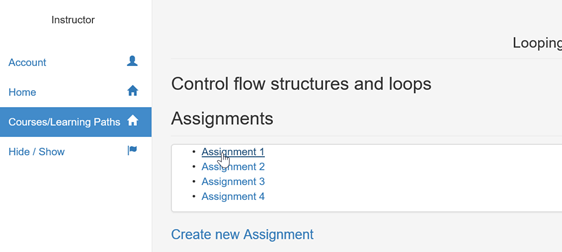 Instructor
Account
Home
Courses/Learning Paths
Hide / Show
Looping
Control flow structures and loops
Assignments
Assignment 1
Assignment 2
Assignment 3
Assignment 4
Create new Assignment